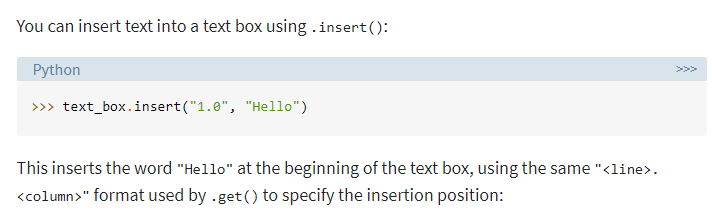 You can insert text into a text box using .insert():
Python
>>>
>>> text_box.insert("1.0", "Hello")
This inserts the word "Hello" at the beginning of the text box, using the same "<line>.
<column>" format used by .get() to specify the insertion position: